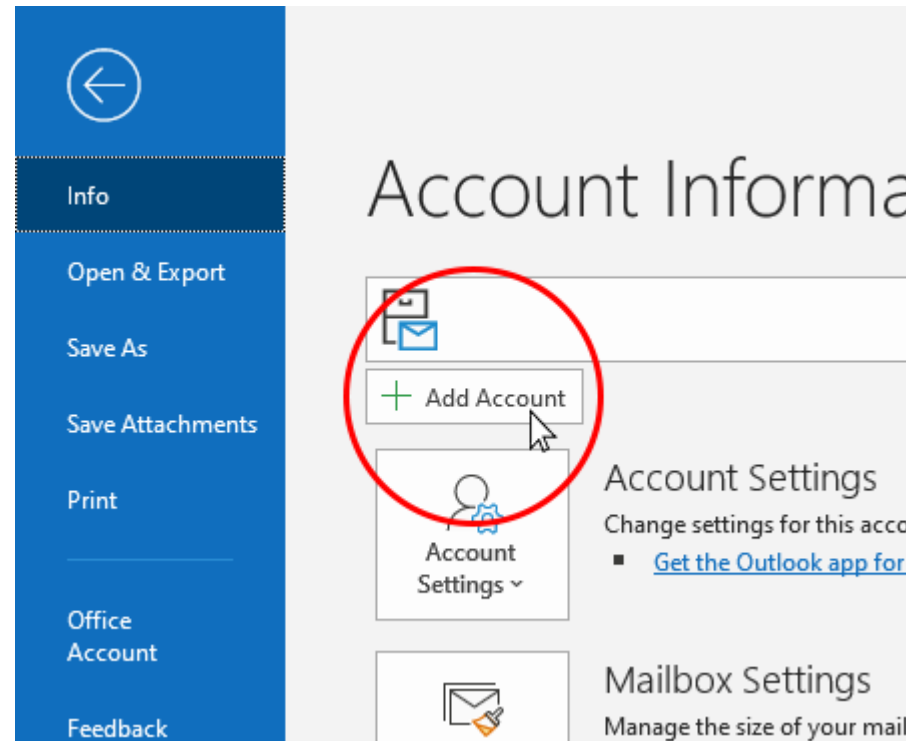 Info
Open & Export
Save As
Save Attachments
Print
Office
Account
Feedback
Account Informa
Add Account
Account
Settings
Account Settings
Change settings for this acco
Get the Outlook app for
Mailbox Settings
Manage the size of your mail